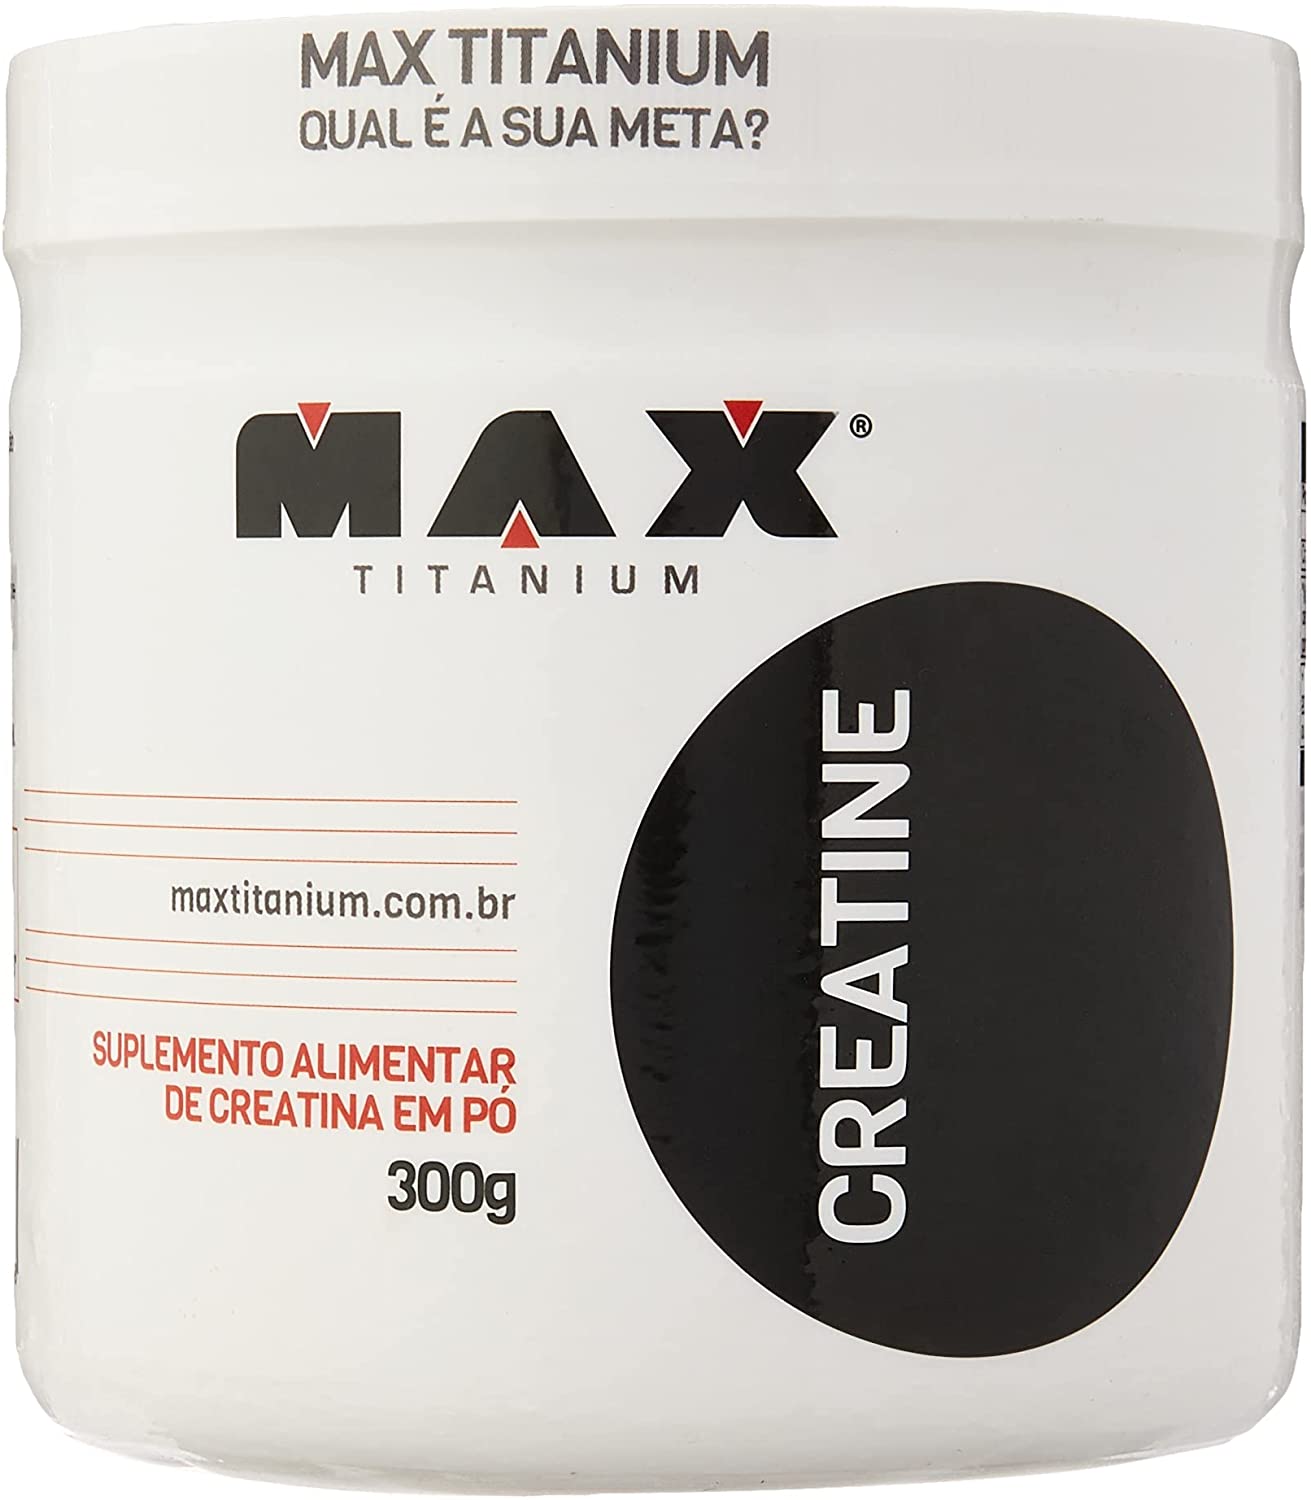 MAX TITANIUM
QUAL É A SUA META?
MAX®
TITANIUM
CREATINE
maxtitanium.com.br
SUPLEMENTO ALIMENTAR
DE CREATINA EM PÓ
300g